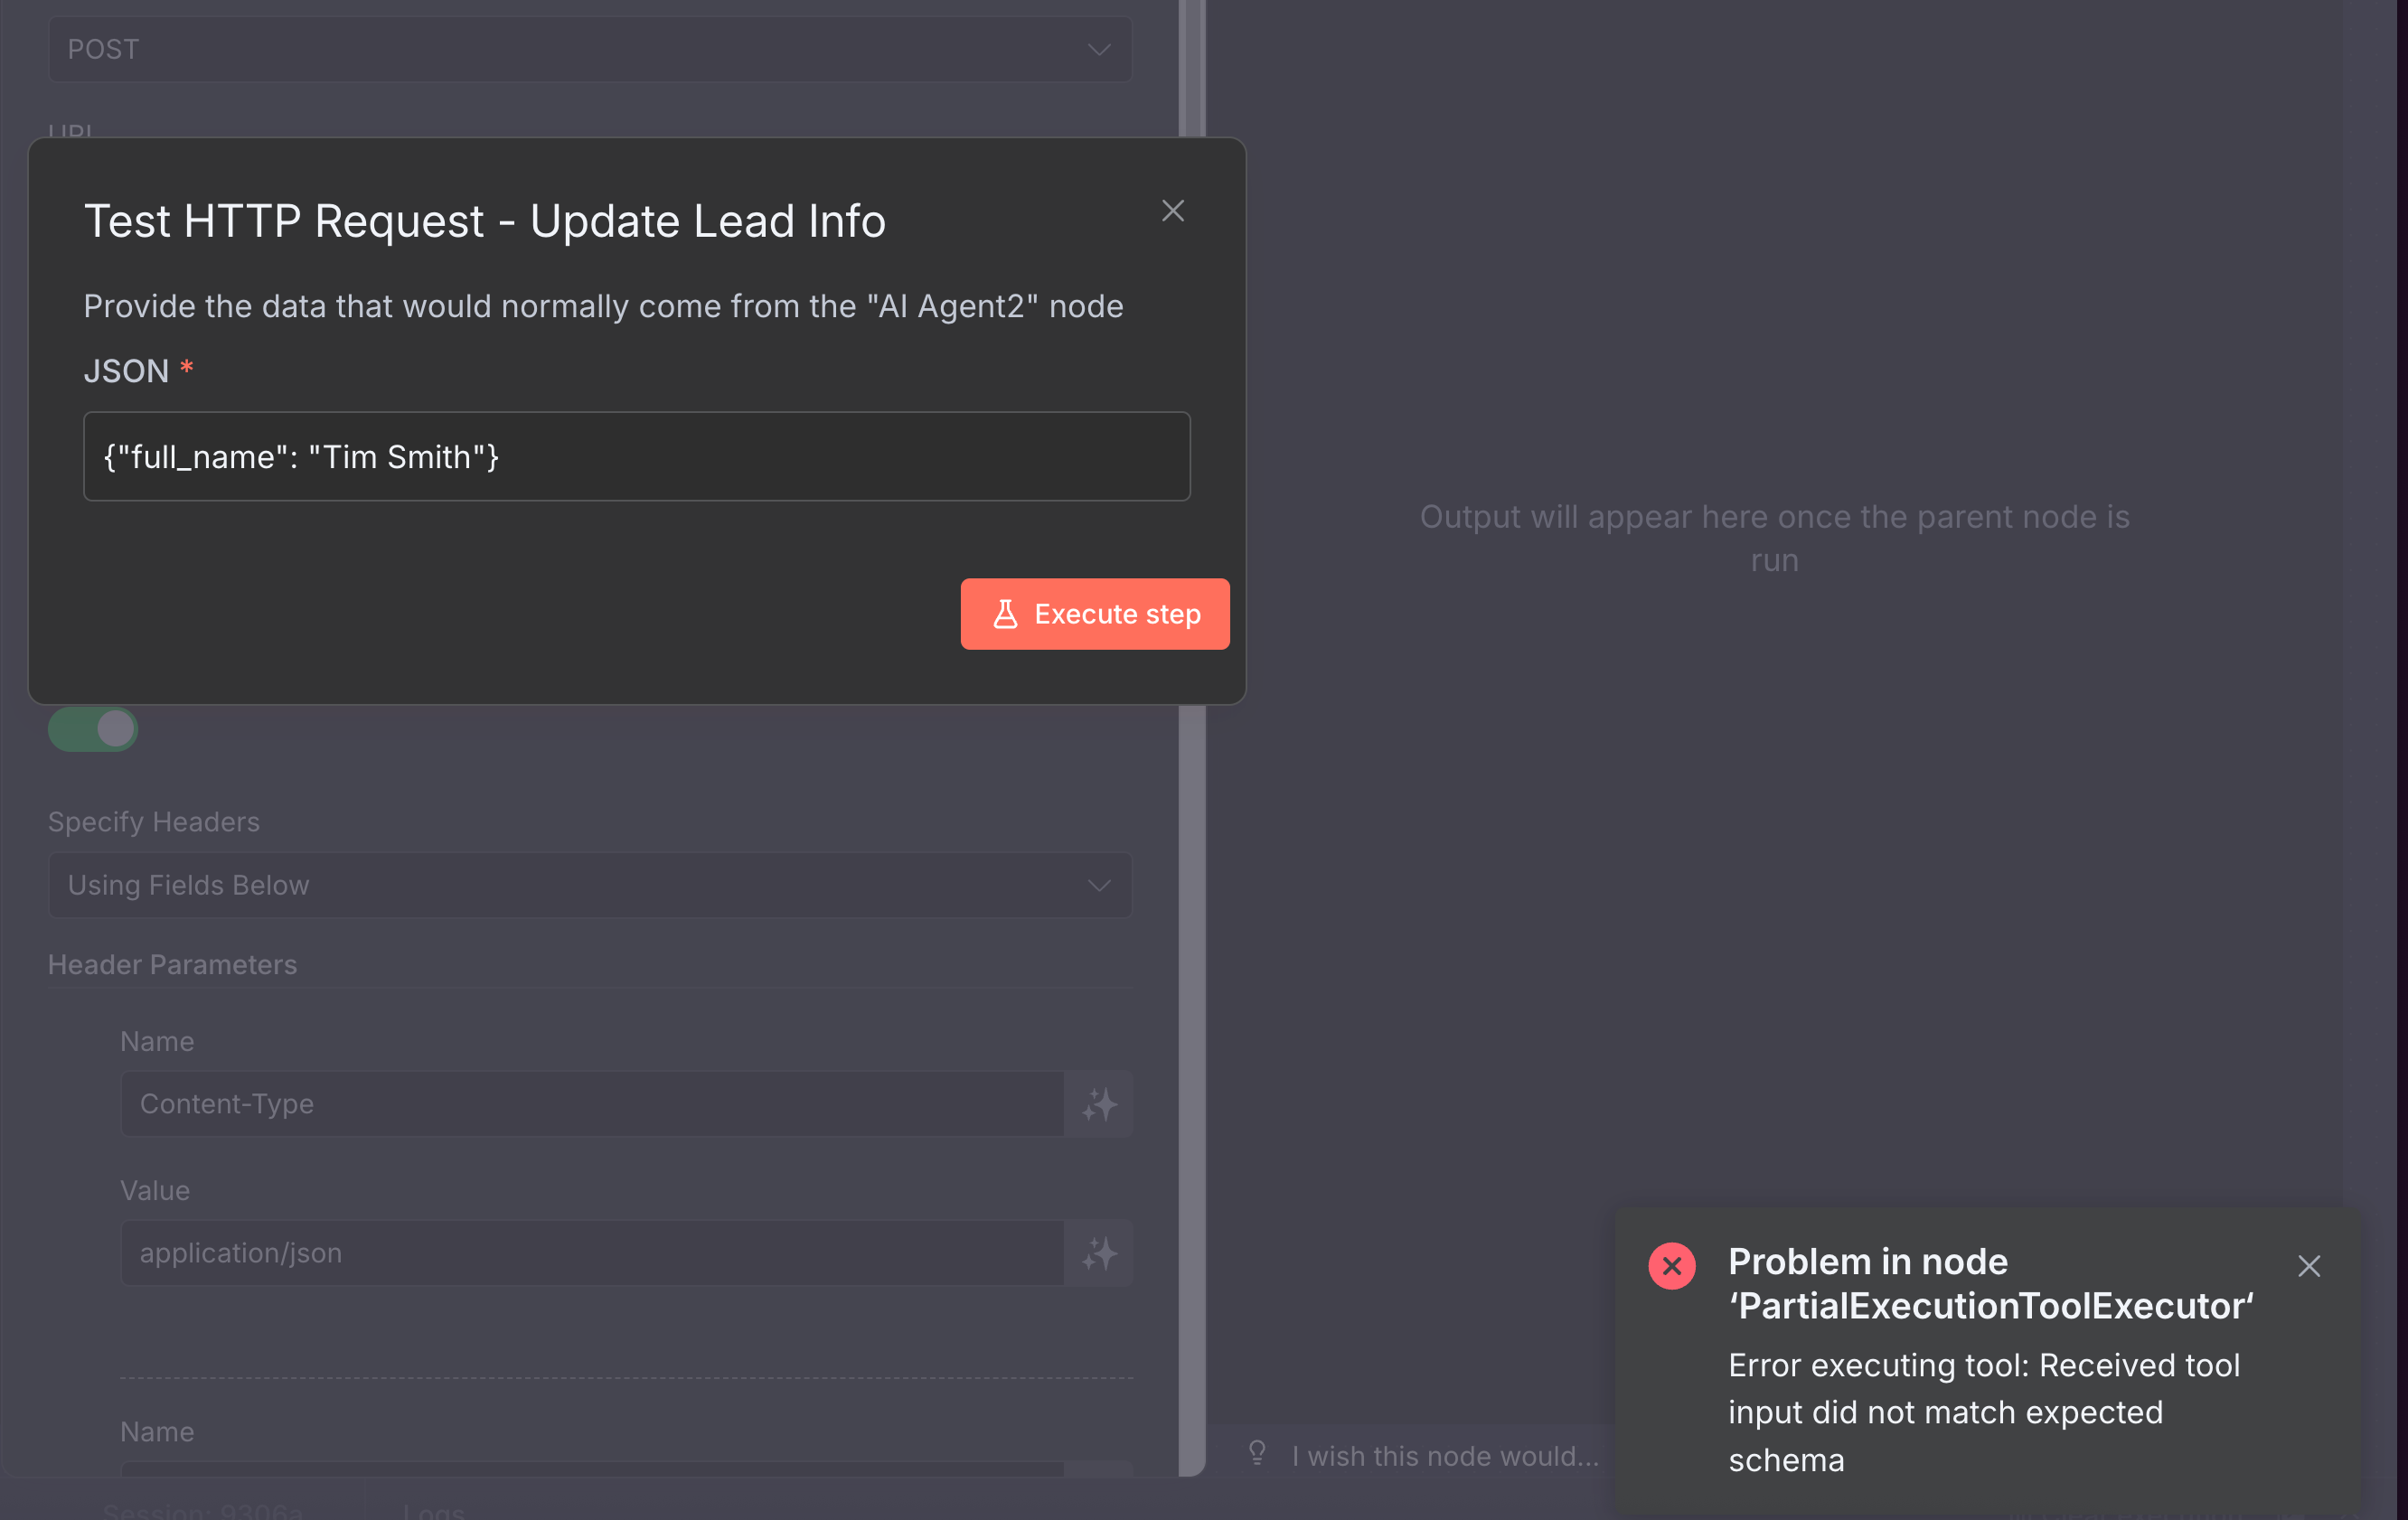 POST
Test HTTP Request - Update Lead Info
Provide the data that would normally come from the "AI Agent2" node
JSON *
{"full_name": "Tim Smith"}
Execute step
Output will appear here once the parent node is
run
Specify Headers
Using Fields Below
Header Parameters
Name
Content-Type
Value
application/json
Name
I wish this node would...
Problem in node
‘PartialExecutionToolExecutor‘
Error executing tool: Received tool
input did not match expected
schema
Session: 9306a
Logs